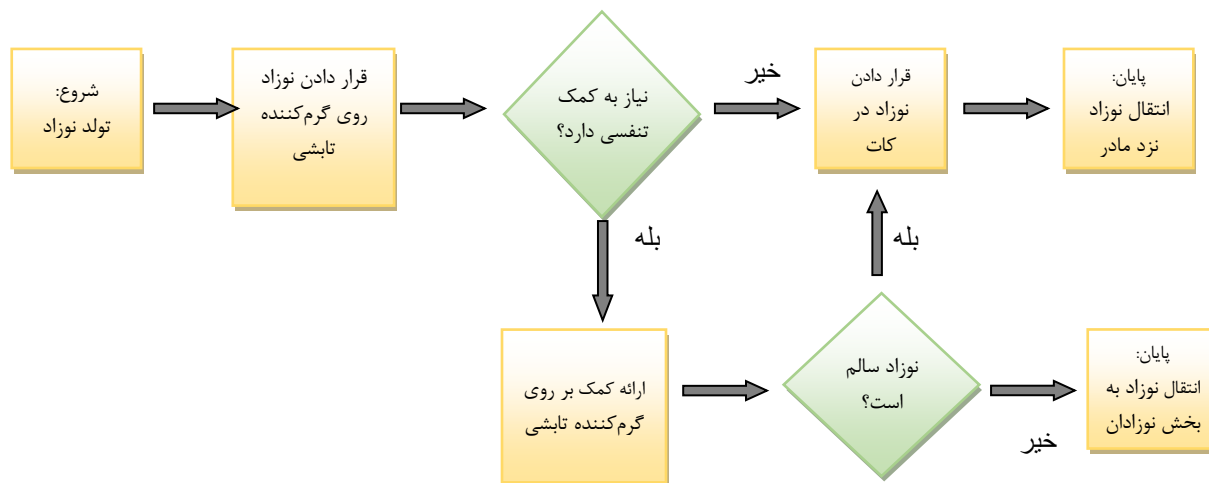 شروع:
تولد نوزاد
قرار دادن نوزاد
روی گرم‌کننده
تابشی
نیاز به کمک
تنفسی دارد؟
خیر
قرار دادن
نوزاد در
کات
پایان:
انتقال نوزاد
نزد مادر
بله
بله
ارائه کمک بر روی
گرم‌کننده تابشی
نوزاد سالم
است؟
خیر
پایان:
انتقال نوزاد به
بخش نوزادان